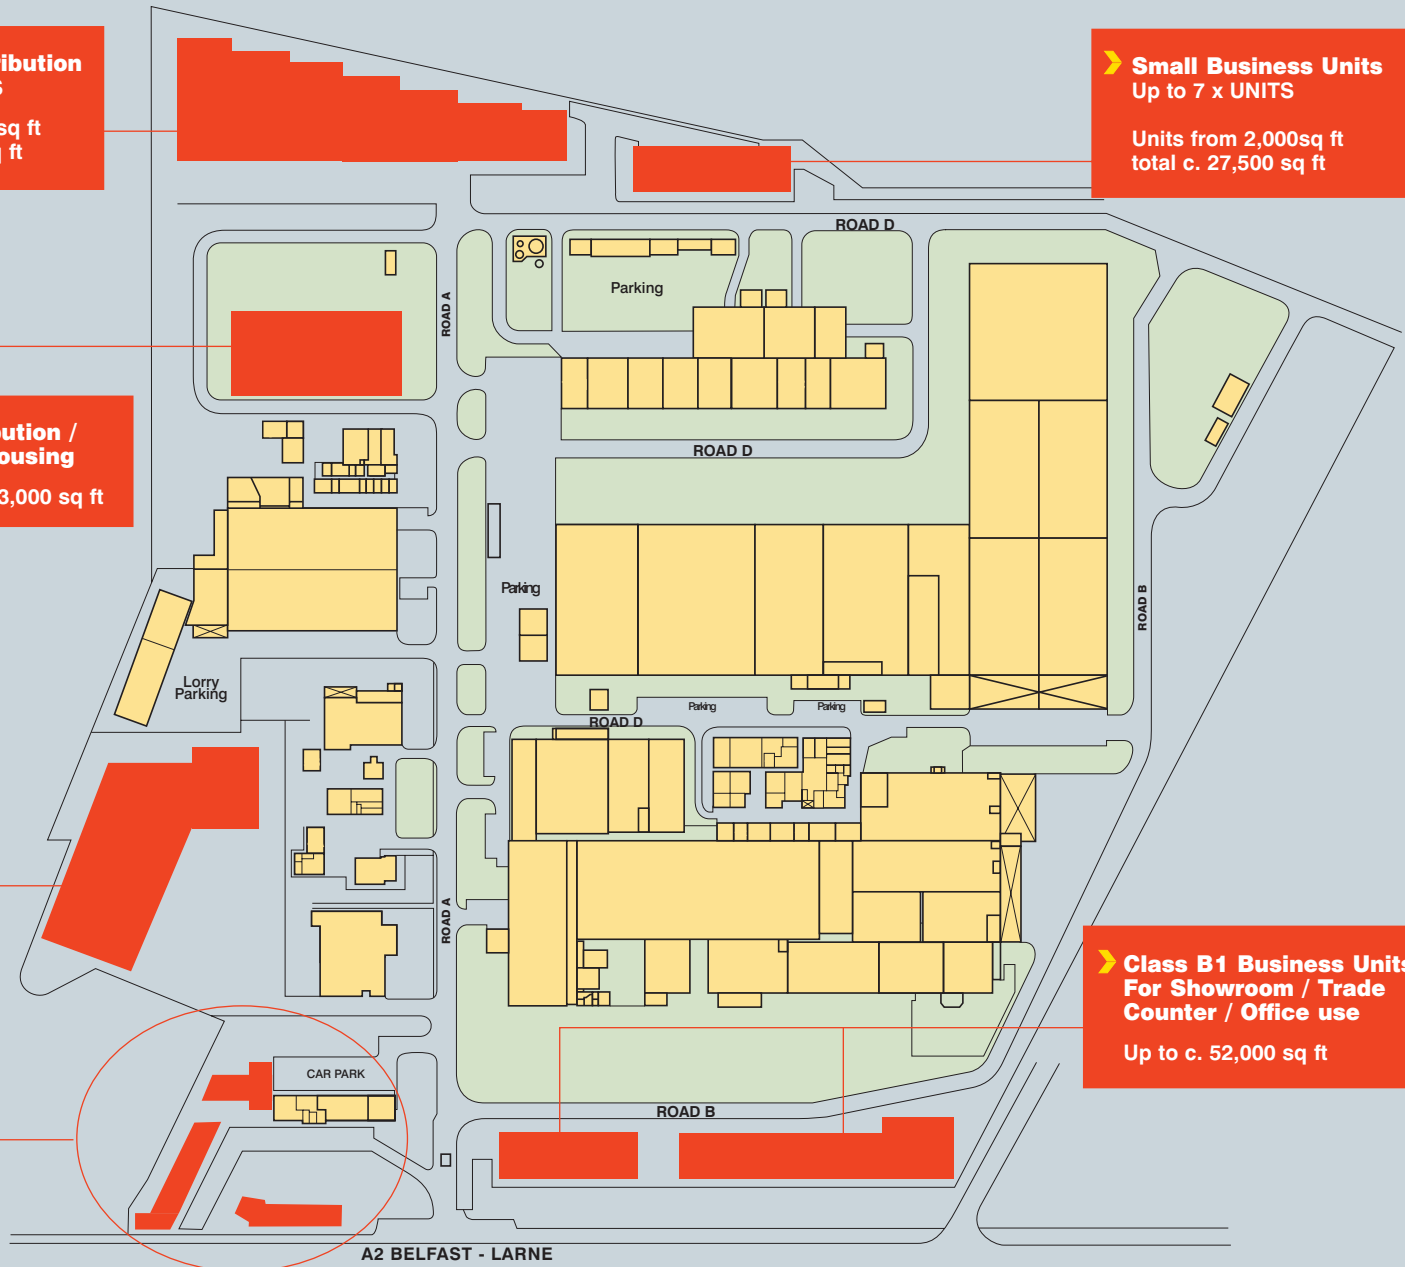 ribution
S
sq ft
q ft
Small Business Units
Up to 7 x UNITS
Units from 2,000sq ft
total c. 27,500 sq ft
ROAD D
Parking
ROAD A
bution /
ousing
3,000 sq ft
ROAD D
Parking
ROAD B
Lorry
Parking
Parking
Parking
ROAD D
ROAD A
Class B1 Business Units
For Showroom / Trade
Counter / Office use
Up to c. 52,000 sq ft
CAR PARK
ROAD B
A2 BELFAST - LARNE